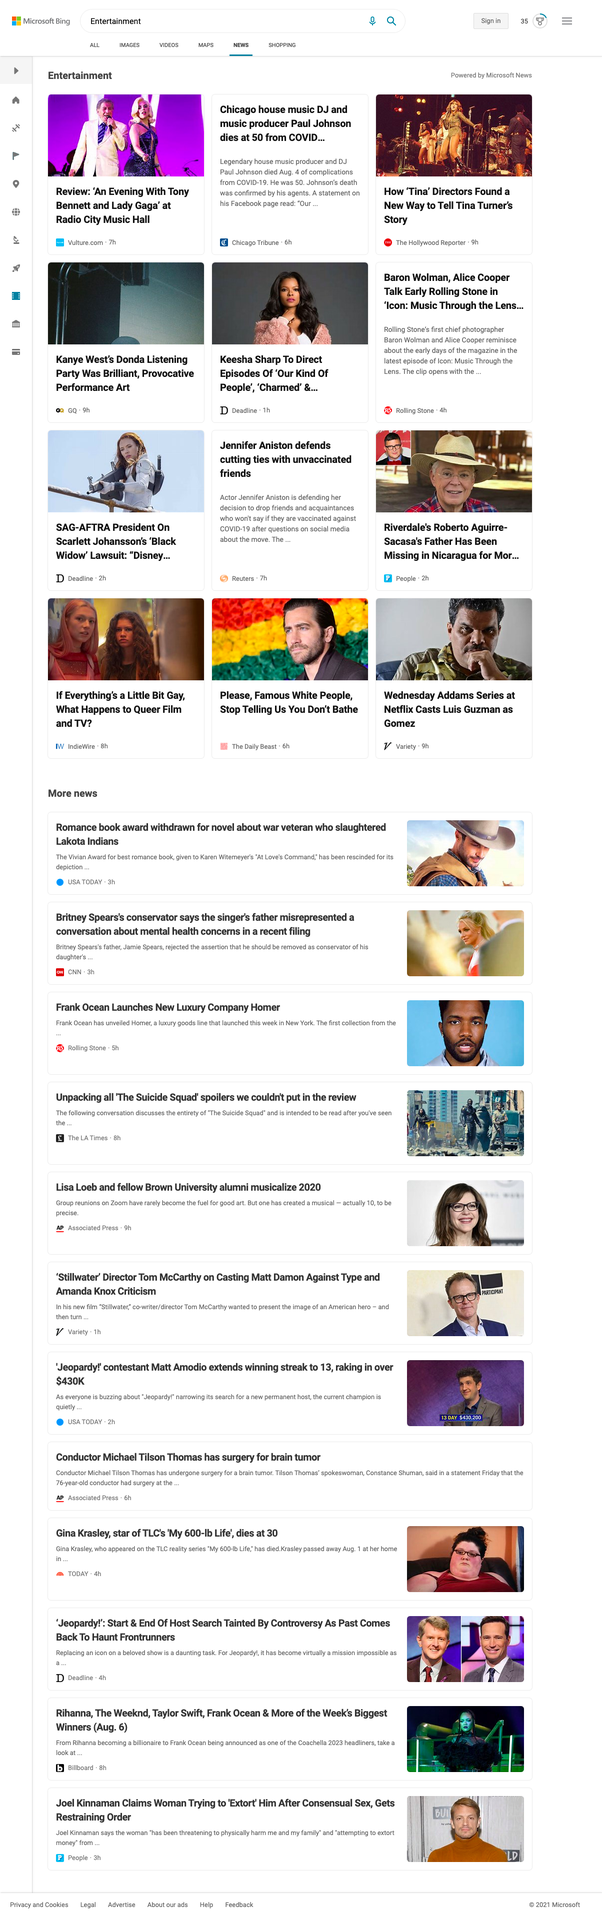 Microsoft Bing
Entertainment
Sign in
35
ALL
IMAGES
VIDEOS
MAPS
NEWS
SHOPPING
Entertainment
Powered by Microsoft News
Review: ‘An Evening With Tony
Bennett and Lady Gaga’ at
Radio City Music Hall
Vulture.com · 7h
Chicago house music DJ and
music producer Paul Johnson
dies at 50 from COVID...
Legendary house music producer and DJ
Paul Johnson died Aug. 4 of complications
from COVID-19. He was 50. Johnson's death
was confirmed by his agents. A statement on
his Facebook page read: "Our ...
Chicago Tribune · 6h
How ‘Tina’ Directors Found a
New Way to Tell Tina Turner’s
Story
The Hollywood Reporter · 9h
Kanye West’s Donda Listening
Party Was Brilliant, Provocative
Performance Art
GQ · 9h
Keesha Sharp To Direct
Episodes Of ‘Our Kind Of
People’, ‘Charmed’ &...
Deadline · 1h
Baron Wolman, Alice Cooper
Talk Early Rolling Stone in
‘Icon: Music Through the Lens...
Rolling Stone's first chief photographer
Baron Wolman and Alice Cooper reminisce
about the early days of the magazine in the
latest episode of Icon: Music Through the
Lens. The clip opens with the ...
Rolling Stone · 4h
SAG-AFTRA President On
Scarlett Johansson’s ‘Black
Widow’ Lawsuit: “Disney...
Deadline · 2h
Jennifer Aniston defends
cutting ties with unvaccinated
friends
Actor Jennifer Aniston is defending her
decision to drop friends and acquaintances
who won't say if they are vaccinated against
COVID-19 after questions on social media
about the move. The ...
Reuters · 7h
Riverdale's Roberto Aguirre-
Sacasa's Father Has Been
Missing in Nicaragua for Mor...
People · 2h
If Everything’s a Little Bit Gay,
What Happens to Queer Film
and TV?
IndieWire · 8h
Please, Famous White People,
Stop Telling Us You Don’t Bathe
The Daily Beast · 6h
Wednesday Addams Series at
Netflix Casts Luis Guzman as
Gomez
Variety · 9h
More news
Romance book award withdrawn for novel about war veteran who slaughtered
Lakota Indians
The Vivian Award for best romance book, given to Karen Witemeyer's "At Love's Command," has been rescinded for its
depiction ...
USA TODAY · 3h
Britney Spears's conservator says the singer's father misrepresented a
conversation about mental health concerns in a recent filing
Britney Spears's father, Jamie Spears, rejected the assertion that he should be removed as conservator of his
daughter's ...
CNN · 3h
Frank Ocean Launches New Luxury Company Homer
Frank Ocean has unveiled Homer, a luxury goods line that launched this week in New York. The first collection from the
...
Rolling Stone · 5h
Unpacking all 'The Suicide Squad' spoilers we couldn't put in the review
The following conversation discusses the entirety of "The Suicide Squad" and is intended to be read after you've seen
the ...
The LA Times · 8h
Lisa Loeb and fellow Brown University alumni musicalize 2020
Group reunions on Zoom have rarely become the fuel for good art. But one has created a musical — actually 10, to be
precise.
AP Associated Press · 9h
‘Stillwater’ Director Tom McCarthy on Casting Matt Damon Against Type and
Amanda Knox Criticism
In his new film “Stillwater,” co-writer/director Tom McCarthy wanted to present the image of an American hero – and
then turn ...
Variety · 1h
PARTICIPANT
'Jeopardy!' contestant Matt Amodio extends winning streak to 13, raking in over
$430K
As everyone is buzzing about "Jeopardy!" narrowing its search for a new permanent host, the current champion is
quietly ...
USA TODAY · 2h
13 DAY $430,200
Conductor Michael Tilson Thomas has surgery for brain tumor
Conductor Michael Tilson Thomas has undergone surgery for a brain tumor. Tilson Thomas' spokeswoman, Constance Shuman, said in a statement Friday that the
76-year-old conductor had surgery at the ...
AP Associated Press · 6h
Gina Krasley, star of TLC's 'My 600-lb Life', dies at 30
Gina Krasley, who appeared on the TLC reality series "My 600-lb Life," has died.Krasley passed away Aug. 1 at her home
in ...
TODAY · 4h
‘Jeopardy!’: Start & End Of Host Search Tainted By Controversy As Past Comes
Back To Haunt Frontrunners
Replacing an icon on a beloved show is a daunting task. For Jeopardy!, it has become virtually a mission impossible as
a ...
Deadline · 4h
Rihanna, The Weeknd, Taylor Swift, Frank Ocean & More of the Week’s Biggest
Winners (Aug. 6)
From Rihanna becoming a billionaire to Frank Ocean being announced as one of the Coachella 2023 headliners, take a
look at ...
Billboard · 8h
Joel Kinnaman Claims Woman Trying to 'Extort' Him After Consensual Sex, Gets
Restraining Order
Joel Kinnaman says the woman "has been threatening to physically harm me and my family" and "attempting to extort
money" from ...
People · 3h
Privacy and Cookies
Legal
Advertise
About our ads
Help
Feedback
© 2021 Microsoft